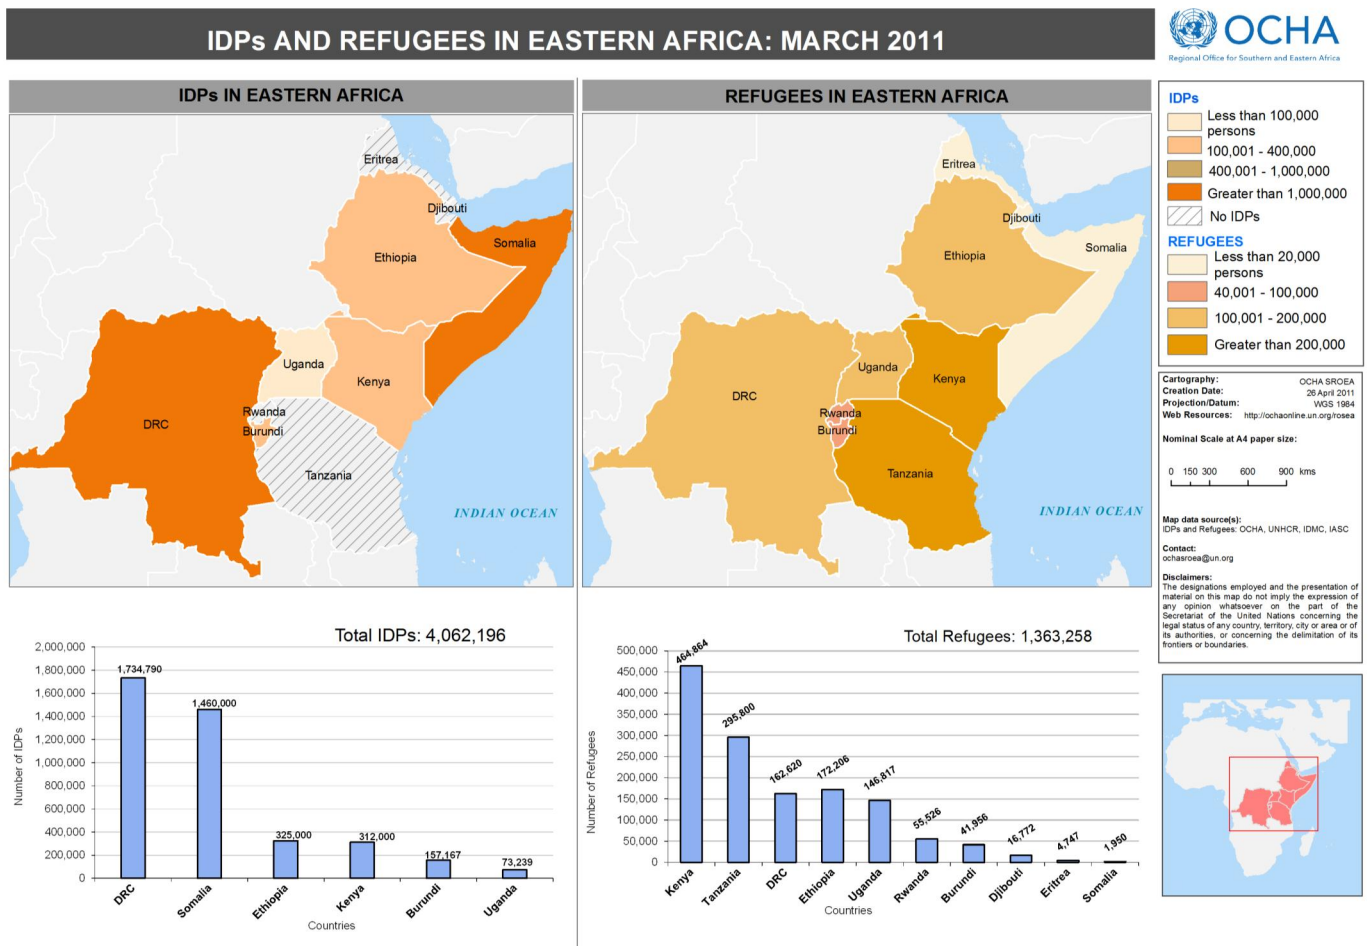 IDPs AND REFUGEES IN EASTERN AFRICA: MARCH 2011
OCHA
Regional Office for Southern and Eastern Africa
IDPs IN EASTERN AFRICA
Eritrea
Djibouti
Somalia
Ethiopia
Uganda
Kenya
DRC
Rwanda
Burundi
Tanzania
INDIAN OCEAN
REFUGEES IN EASTERN AFRICA
Eritrea
Djibouti
Somalia
Ethiopia
Uganda
Kenya
DRC
Rwanda
Burundi
Tanzania
INDIAN OCEAN
IDPs
Less than 100,000
persons
100,001 - 400,000
400,001 - 1,000,000
Greater than 1,000,000
No IDPs
REFUGEES
Less than 20,000
persons
40,001 - 100,000
100,001 - 200,000
Greater than 200,000
Cartography: OCHA SROEA
Creation Date: 26 April 2011
Projection/Datum: WGS 1984
Web Resources: http://ochaonline.un.org/rosea
Nominal Scale at A4 paper size:
0 150 300 600 900 kms
Map data source(s):
IDPs and Refugees: OCHA, UNHCR, IDMC, IASC
Contact:
ochasroea@un.org
Disclaimers:
The designations employed and the presentation of
material on this map do not imply the expression of
any opinion whatsoever on the part of the
Secretariat of the United Nations concerning the
legal status of any country, territory, city or area or of
its authorities, or concerning the delimitation of its
frontiers or boundaries.
Total IDPs: 4,062,196
Number of IDPs
2,000,000
1,800,000
1,600,000
1,400,000
1,200,000
1,000,000
800,000
600,000
400,000
200,000
0
1,734,790
1,460,000
325,000
312,000
157,167
73,239
DRC
Somalia
Ethiopia
Kenya
Burundi
Uganda
Countries
Total Refugees: 1,363,258
Number of Refugees
500,000
450,000
400,000
350,000
300,000
250,000
200,000
150,000
100,000
50,000
0
464,864
295,800
162,620
172,206
146,817
55,526
41,956
16,772
4,747
1,950
Kenya
Tanzania
DRC
Ethiopia
Uganda
Rwanda
Burundi
Djibouti
Eritrea
Somalia
Countries